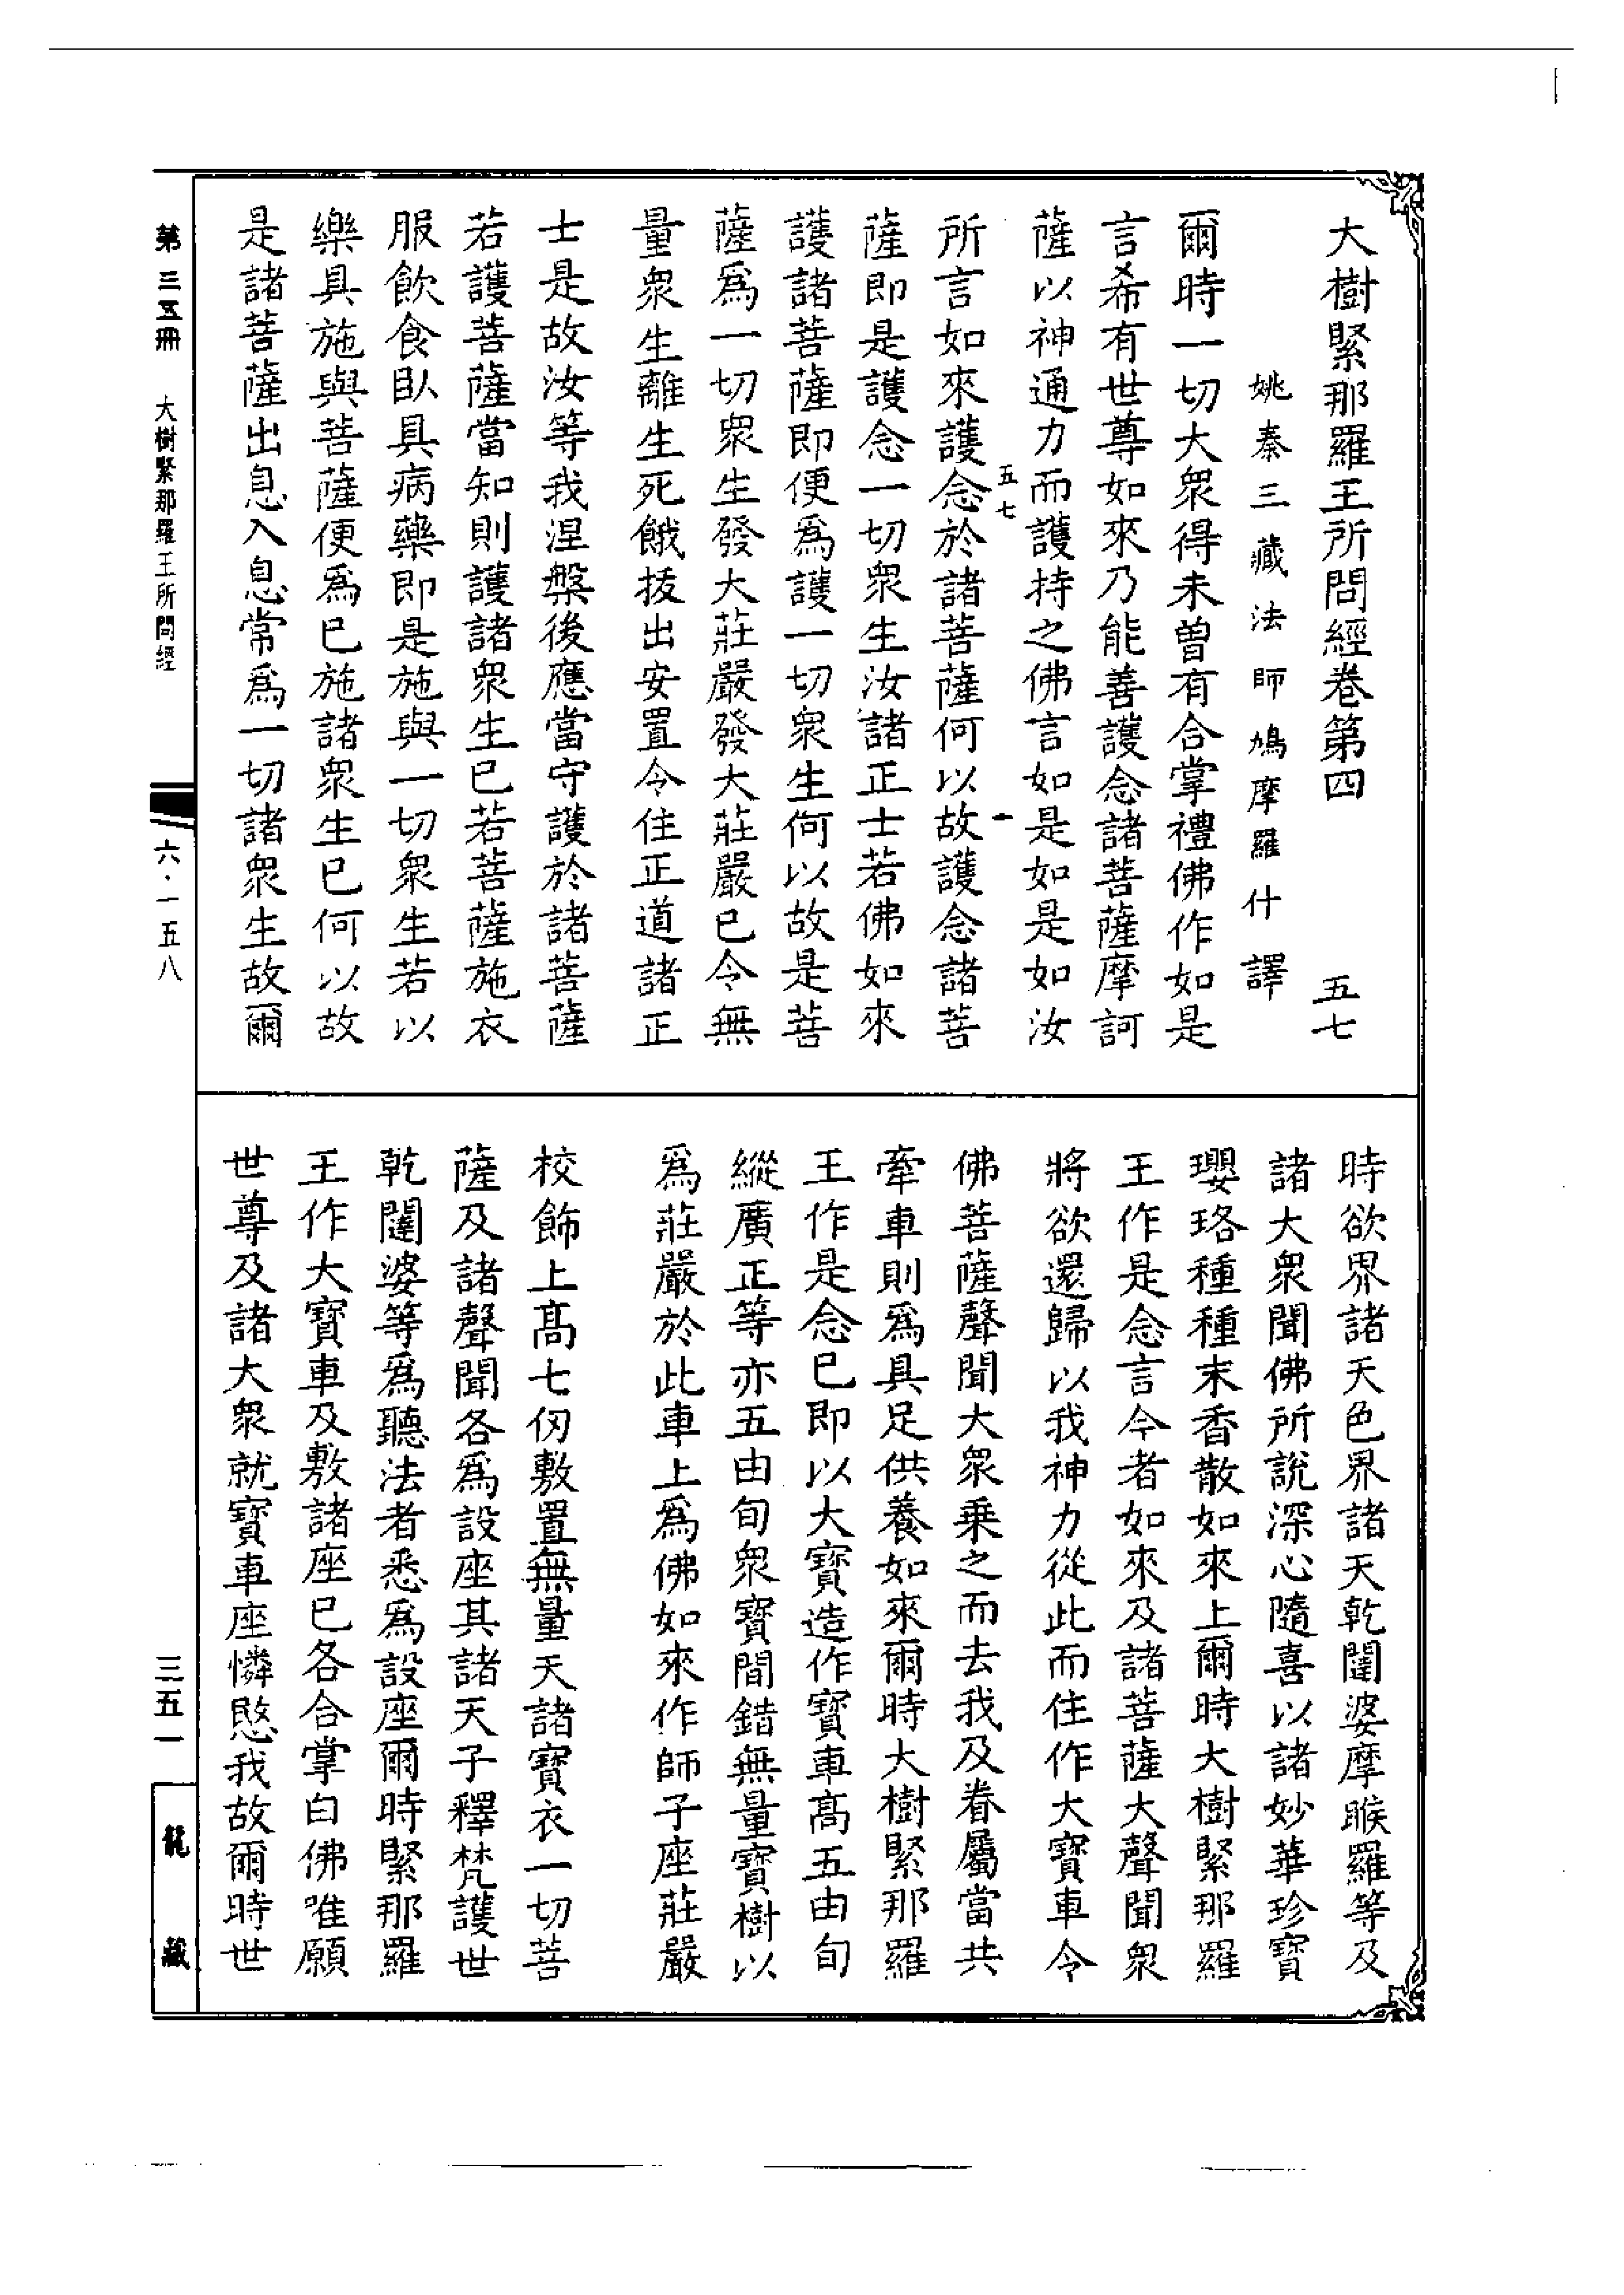 大樹緊那羅王所問經卷第四　五七
姚秦三藏法師鳩摩羅什譯
爾時一切大衆得未曾有合掌禮佛作如是
言希有世尊如來乃能善護念諸菩薩摩訶
薩以神通力而護持之佛言如是如是如汝
五七　一
所言如來護念於諸菩薩何以故護念諸菩
薩即是護念一切衆生汝諸正士若佛如來
護諸菩薩即便爲護一切衆生何以故是菩
薩爲一切衆生發大莊嚴發大莊嚴已令無
量衆生離生死餓拔出安置令住正道諸正
士是故汝等我涅槃後應當守護於諸菩薩
若護菩薩當知則護諸衆生已若菩薩施衣
服飲食臥具病藥即是施與一切衆生若以
樂具施與菩薩便爲已施諸衆生已何以故
是諸菩薩出息入息常爲一切諸衆生故爾
時欲界諸天色界諸天乾闥婆摩睺羅等及
諸大衆聞佛所說深心隨喜以諸妙華珍寶
瓔珞種種末香散如來上爾時大樹緊那羅
王作是念言今者如來及諸菩薩大聲聞衆
將欲還歸以我神力從此而住作大寶車令
佛菩薩聲聞大衆乗之而去我及眷屬當共
牽車則爲具足供養如來爾時大樹緊那羅
王作是念已即以大寶造作寶車高五由旬
縱廣正等亦五由旬衆寶間錯無量寶樹以
爲莊嚴於此車上爲佛如來作師子座莊嚴
校飾上高七仞敷置無量天諸寶衣一切菩
薩及諸聲聞各爲設座其諸天子釋梵護世
乾闥婆等爲聽法者悉爲設座爾時緊那羅
王作大寶車及敷諸座已各合掌白佛唯願
世尊及諸大衆就寶車座憐愍我故爾時世
第三五冊　大樹緊那羅王所問經
六·一五八
三五一
龍藏